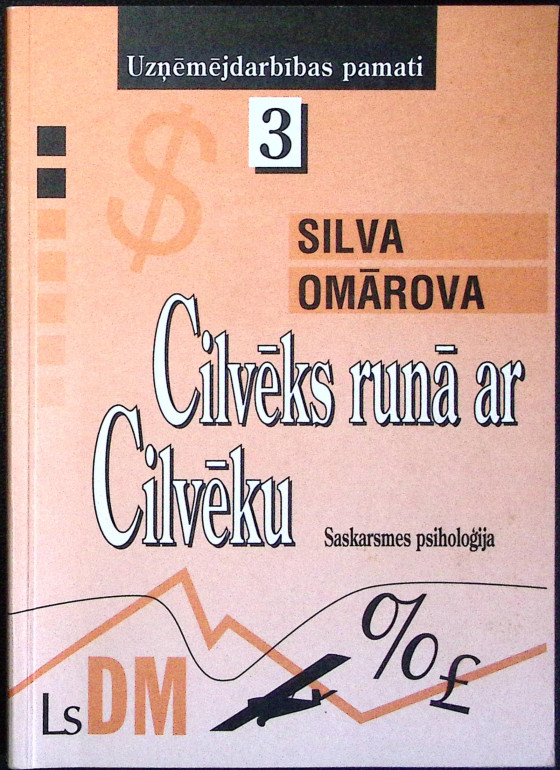 Uzņēmējdarbības pamati
3
$
SILVA
OMĀROVA
Cilvēks runā ar
Cilvēku
Saskarsmes psiholoģija
%
£
Ls DM